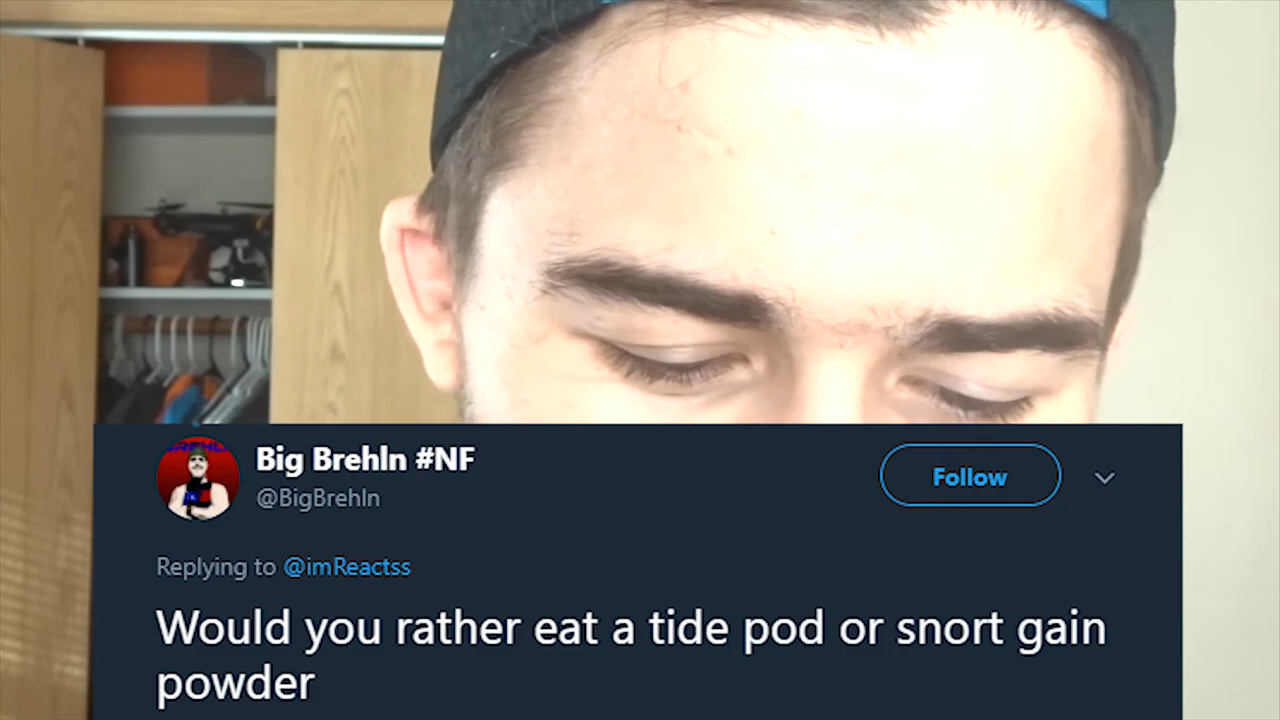 Big Brehln #NF
@BigBrehln
Follow
Replying to @imReactss
Would you rather eat a tide pod or snort gain
powder